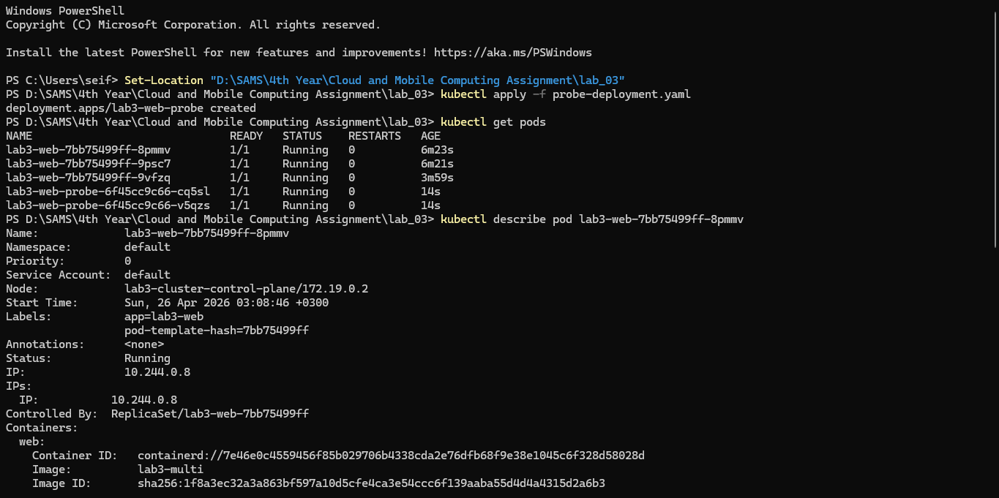 Windows PowerShell
Copyright (C) Microsoft Corporation. All rights reserved.
Install the latest PowerShell for new features and improvements! https://aka.ms/PSWindows
PS C:\Users\seif> Set-Location "D:\SAMS\4th Year\Cloud and Mobile Computing Assignment\lab_03"
PS D:\SAMS\4th Year\Cloud and Mobile Computing Assignment\lab_03> kubectl apply -f probe-deployment.yaml
deployment.apps/lab3-web-probe created
PS D:\SAMS\4th Year\Cloud and Mobile Computing Assignment\lab_03> kubectl get pods
NAME                              READY   STATUS    RESTARTS   AGE
lab3-web-7bb75499ff-8pmmv         1/1     Running   0          6m23s
lab3-web-7bb75499ff-9psc7         1/1     Running   0          6m21s
lab3-web-7bb75499ff-9vfzq         1/1     Running   0          3m59s
lab3-web-probe-6f45cc9c66-cq5sl   1/1     Running   0          14s
lab3-web-probe-6f45cc9c66-v5qzs   1/1     Running   0          14s
PS D:\SAMS\4th Year\Cloud and Mobile Computing Assignment\lab_03> kubectl describe pod lab3-web-7bb75499ff-8pmmv
Name:             lab3-web-7bb75499ff-8pmmv
Namespace:        default
Priority:         0
Service Account:  default
Node:             lab3-cluster-control-plane/172.19.0.2
Start Time:       Sun, 26 Apr 2026 03:08:46 +0300
Labels:           app=lab3-web
                  pod-template-hash=7bb75499ff
Annotations:      <none>
Status:           Running
IP:               10.244.0.8
IPs:
  IP:           10.244.0.8
Controlled By:  ReplicaSet/lab3-web-7bb75499ff
Containers:
  web:
    Container ID:   containerd://7e46e0c4559456f85b029706b4338cda2e76dfb68f9e38e1045c6f328d58028d
    Image:          lab3-multi
    Image ID:       sha256:1f8a3ec32a3a863bf597a10d5cfe4ca3e54ccc6f139aaba55d4d4a4315d2a6b3